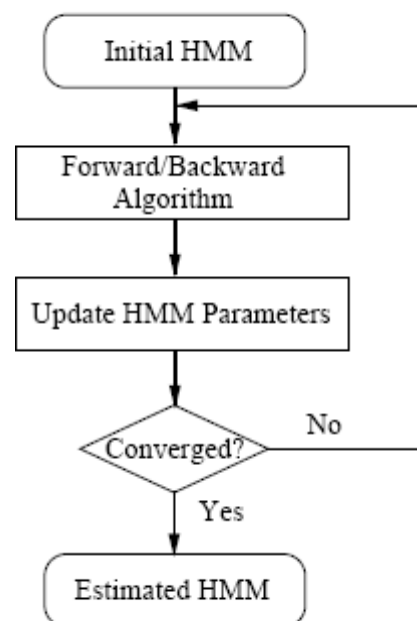 Initial HMM
Forward/Backward
Algorithm
Update HMM Parameters
Converged?
No
Yes
Estimated HMM